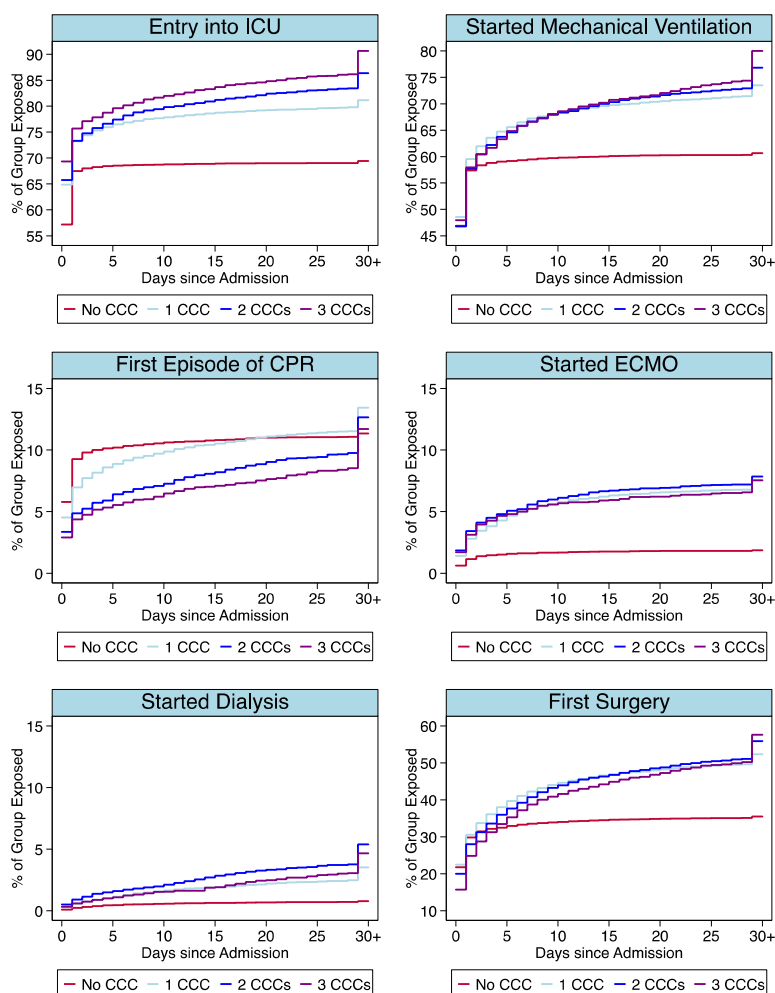 Entry into ICU
% of Group Exposed
90
85
80
75
70
65
60
55
0 5 10 15 20 25 30+
Days since Admission
No CCC 1 CCC 2 CCCs 3 CCCs
Started Mechanical Ventilation
% of Group Exposed
80
75
70
65
60
55
50
45
0 5 10 15 20 25 30+
Days since Admission
No CCC 1 CCC 2 CCCs 3 CCCs
First Episode of CPR
% of Group Exposed
15
10
5
0
0 5 10 15 20 25 30+
Days since Admission
No CCC 1 CCC 2 CCCs 3 CCCs
Started ECMO
% of Group Exposed
15
10
5
0
0 5 10 15 20 25 30+
Days since Admission
No CCC 1 CCC 2 CCCs 3 CCCs
Started Dialysis
% of Group Exposed
15
10
5
0
0 5 10 15 20 25 30+
Days since Admission
No CCC 1 CCC 2 CCCs 3 CCCs
First Surgery
% of Group Exposed
60
50
40
30
20
10
0 5 10 15 20 25 30+
Days since Admission
No CCC 1 CCC 2 CCCs 3 CCCs